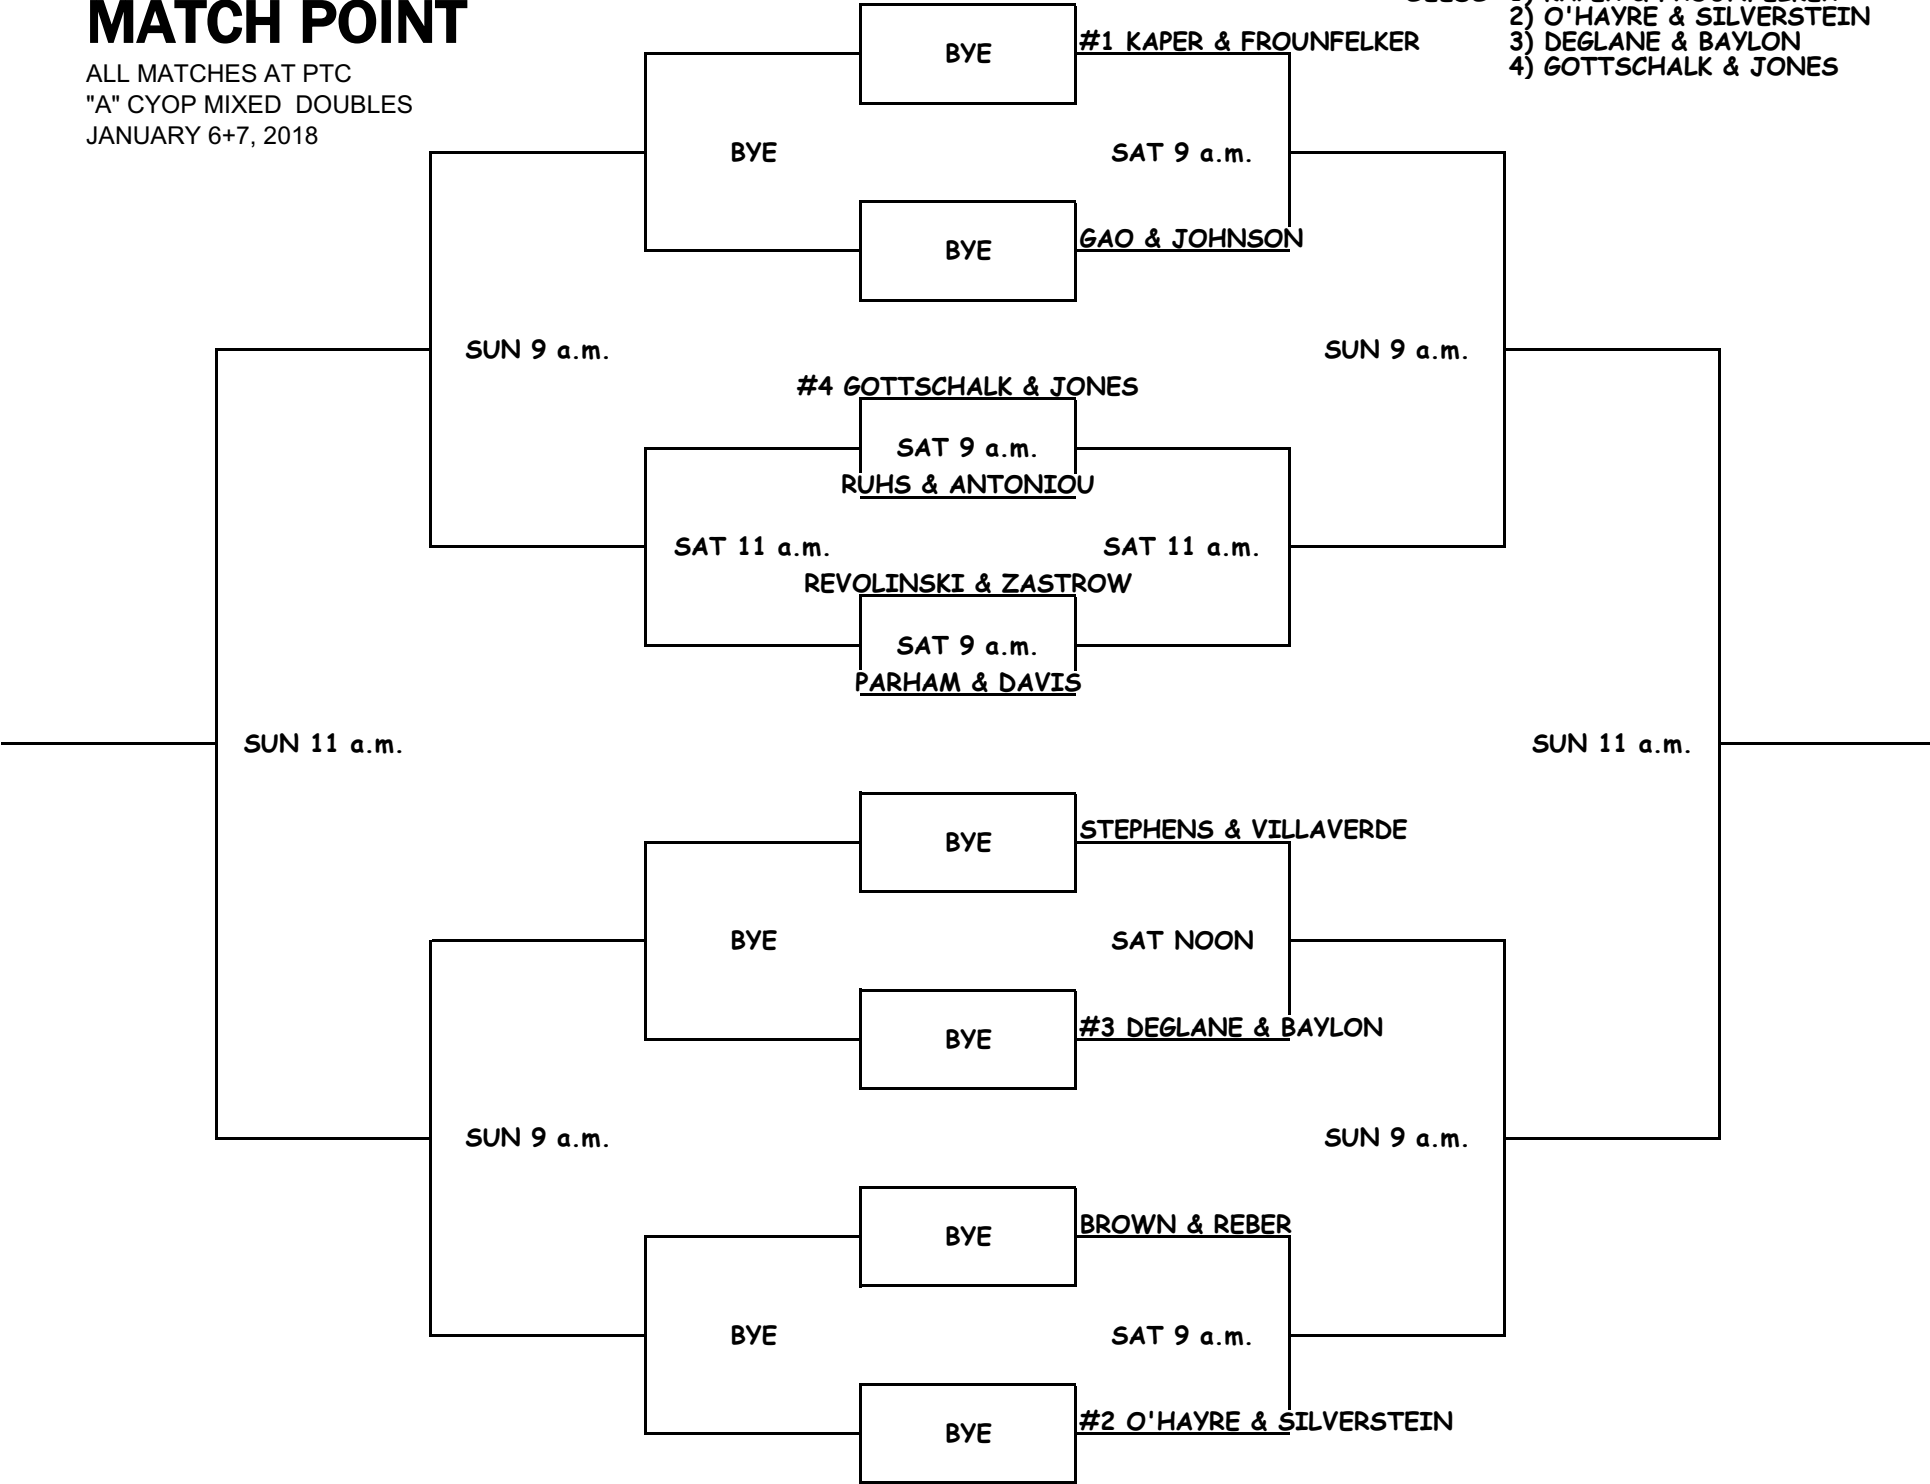 MATCH POINT
ALL MATCHES AT PTC
"A" CYOP MIXED  DOUBLES
JANUARY 6+7, 2018
2) O'HAYRE & SILVERSTEIN
3) DEGLANE & BAYLON
4) GOTTSCHALK & JONES
BYE
#1 KAPER & FROUNFELKER
BYE
SAT 9 a.m.
BYE
GAO & JOHNSON
SUN 9 a.m.
SUN 9 a.m.
#4 GOTTSCHALK & JONES
SAT 9 a.m.
RUHS & ANTONIOU
SAT 11 a.m.
SAT 11 a.m.
REVOLINSKI & ZASTROW
SAT 9 a.m.
PARHAM & DAVIS
SUN 11 a.m.
SUN 11 a.m.
BYE
STEPHENS & VILLAVERDE
BYE
SAT NOON
BYE
#3 DEGLANE & BAYLON
SUN 9 a.m.
SUN 9 a.m.
BYE
BROWN & REBER
BYE
SAT 9 a.m.
BYE
#2 O'HAYRE & SILVERSTEIN